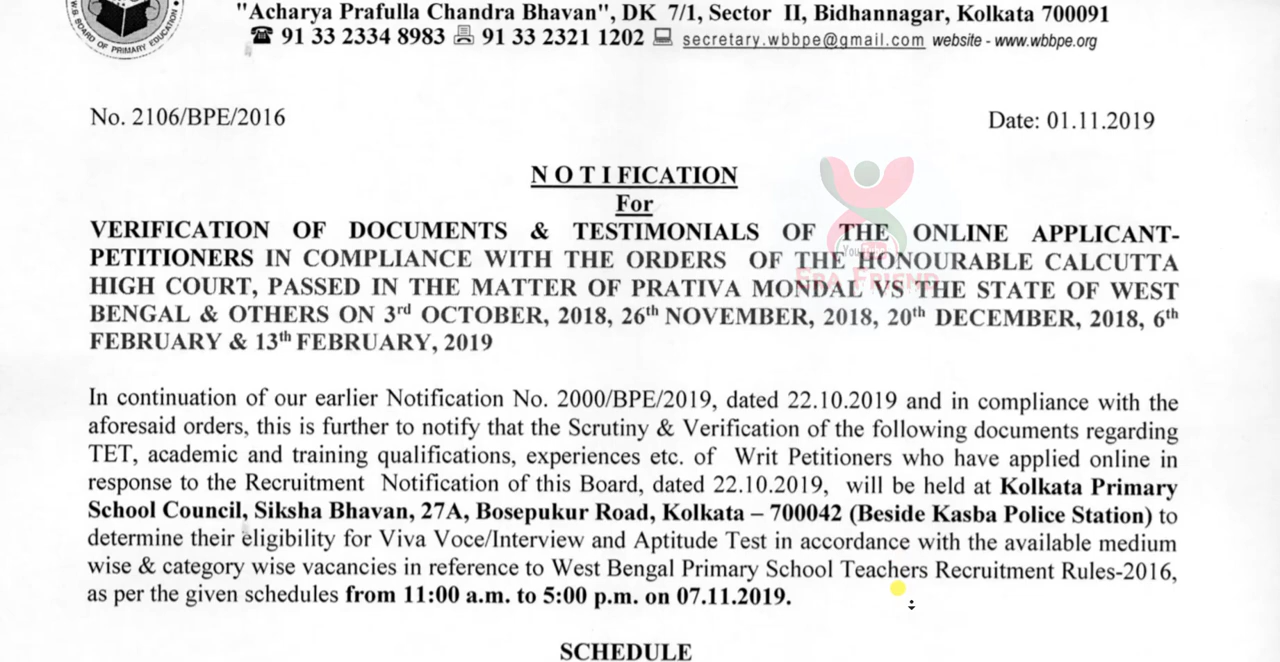 W.B. BOARD OF PRIMARY EDUCATION
"Acharya Prafulla Chandra Bhavan", DK 7/1, Sector II, Bidhannagar, Kolkata 700091
☎ 91 33 2334 8983 91 33 2321 1202 secretary.wbbpe@gmail.com website - www.wbbpe.org
No. 2106/BPE/2016 Date: 01.11.2019
N O T I FICATION
For
VERIFICATION OF DOCUMENTS & TESTIMONIALS OF THE ONLINE APPLICANT-
PETITIONERS IN COMPLIANCE WITH THE ORDERS OF THE HONOURABLE CALCUTTA
HIGH COURT, PASSED IN THE MATTER OF PRATIVA MONDAL VS THE STATE OF WEST
BENGAL & OTHERS ON 3rd OCTOBER, 2018, 26th NOVEMBER, 2018, 20th DECEMBER, 2018, 6th
FEBRUARY & 13th FEBRUARY, 2019
YouTube
ERA FRIEND
In continuation of our earlier Notification No. 2000/BPE/2019, dated 22.10.2019 and in compliance with the
aforesaid orders, this is further to notify that the Scrutiny & Verification of the following documents regarding
TET, academic and training qualifications, experiences etc. of Writ Petitioners who have applied online in
response to the Recruitment Notification of this Board, dated 22.10.2019, will be held at Kolkata Primary
School Council, Siksha Bhavan, 27A, Bosepukur Road, Kolkata – 700042 (Beside Kasba Police Station) to
determine their eligibility for Viva Voce/Interview and Aptitude Test in accordance with the available medium
wise & category wise vacancies in reference to West Bengal Primary School Teachers Recruitment Rules-2016,
as per the given schedules from 11:00 a.m. to 5:00 p.m. on 07.11.2019.
SCHEDULE